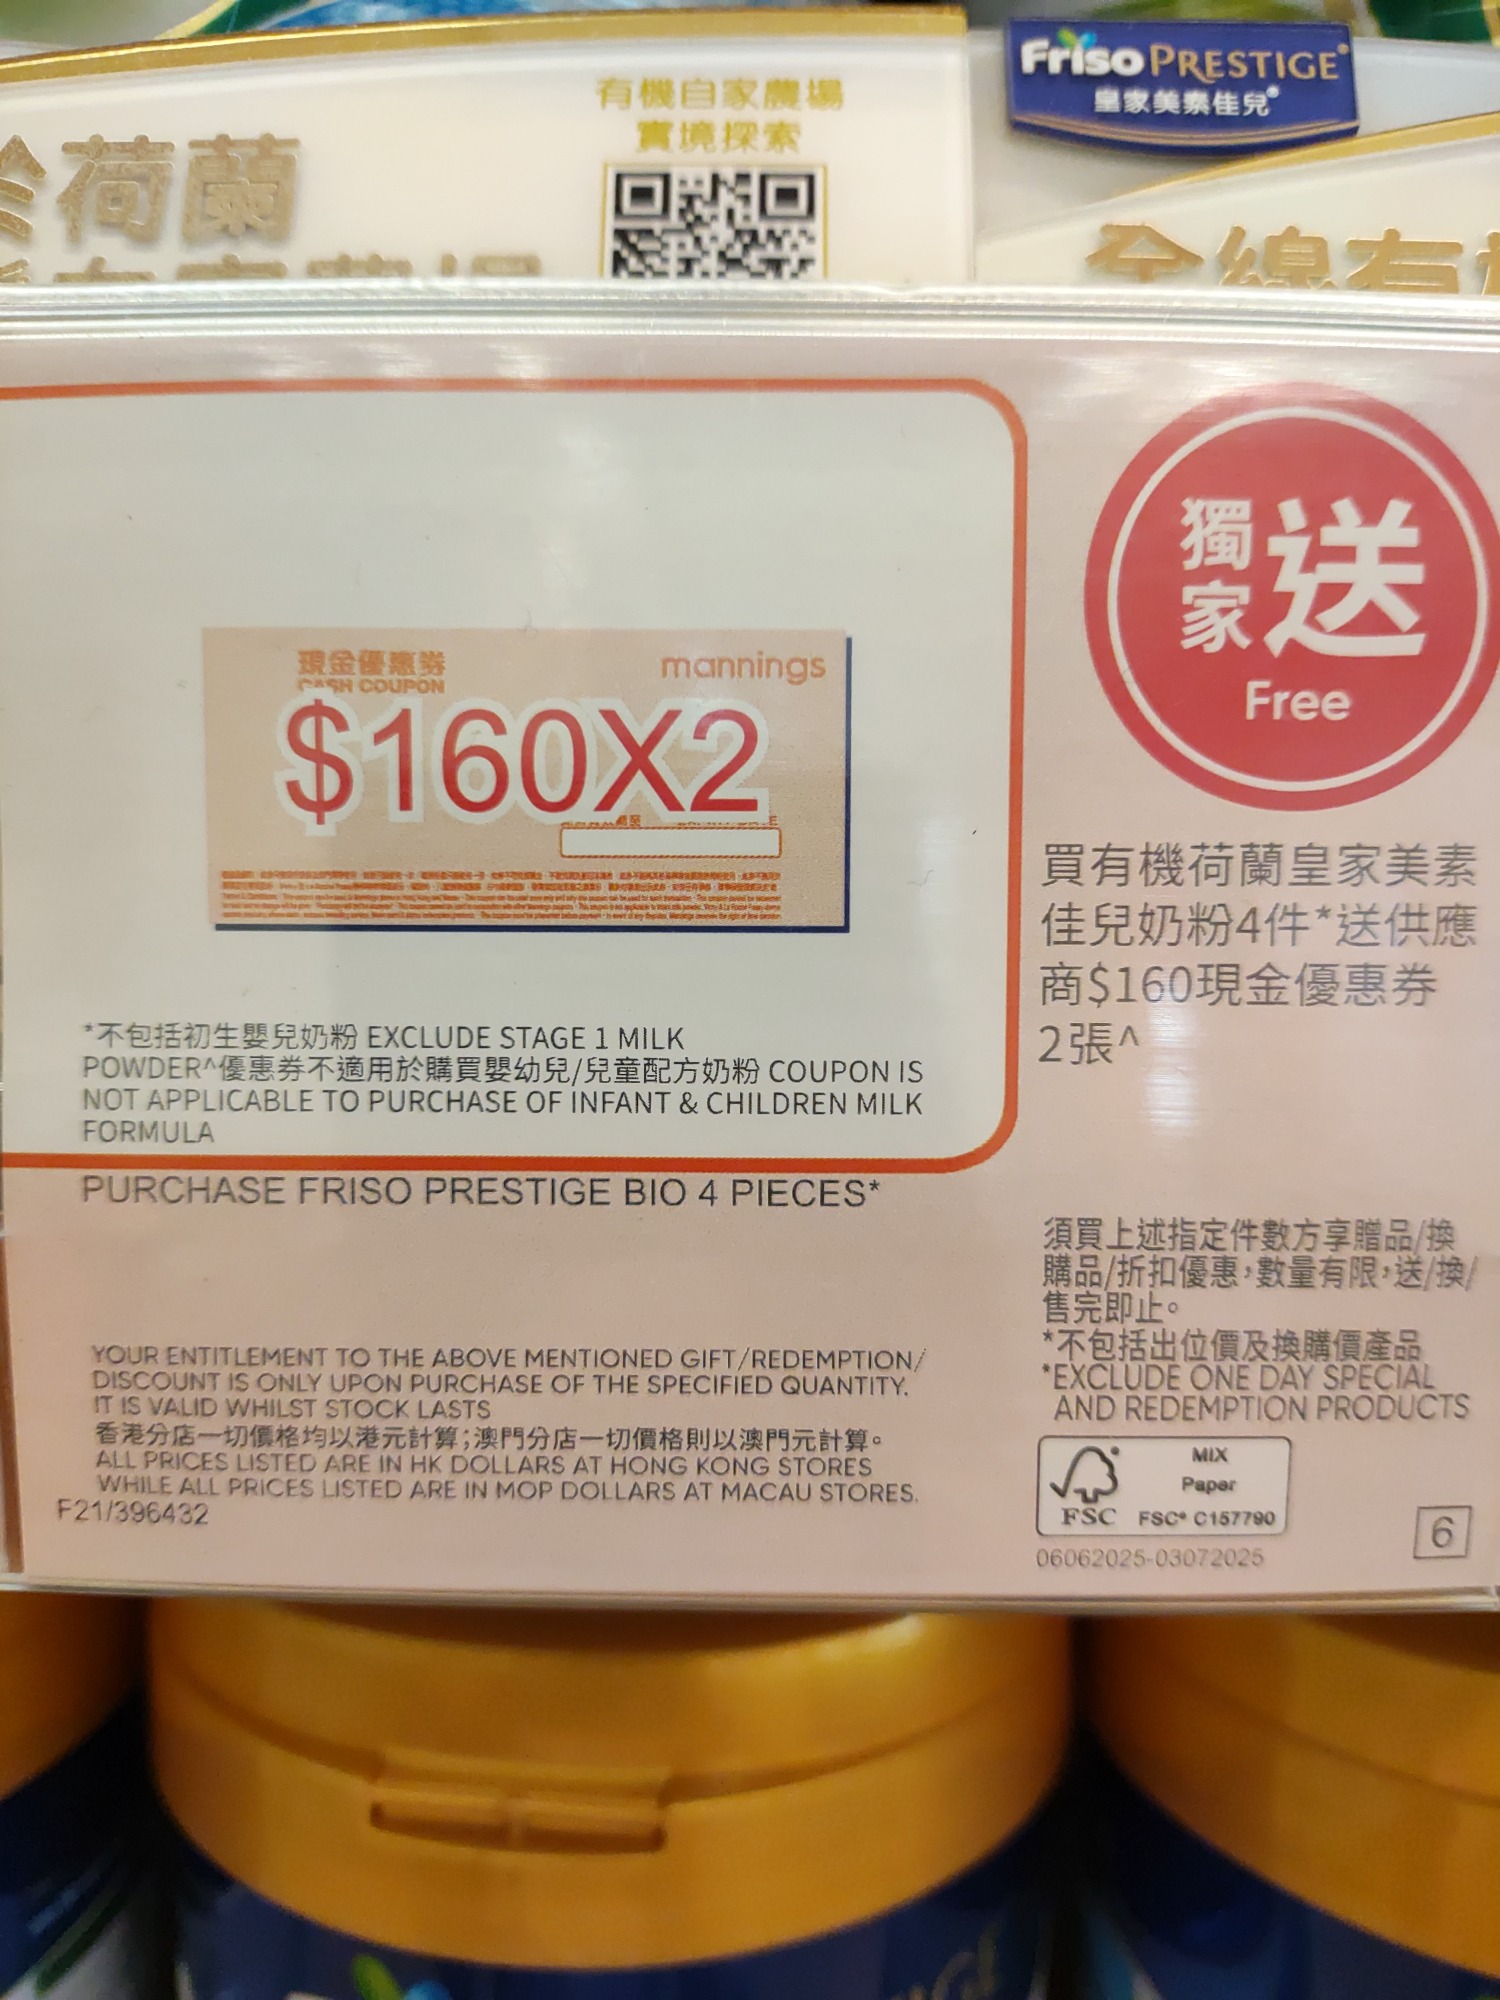 Friso PRESTIGE®
皇家美素佳兒®
有機自家農場
實境探索
荷蘭
全線有
獨家送
Free
現金優惠券
CASH COUPON
mannings
$160X2
買有機荷蘭皇家美素
佳兒奶粉4件*送供應
商$160現金優惠券
2張^
*不包括初生嬰兒奶粉 EXCLUDE STAGE 1 MILK
POWDER^優惠券不適用於購買嬰幼兒/兒童配方奶粉 COUPON IS
NOT APPLICABLE TO PURCHASE OF INFANT & CHILDREN MILK
FORMULA
PURCHASE FRISO PRESTIGE BIO 4 PIECES*
須買上述指定件數方享贈品/換
購品/折扣優惠,數量有限,送/換/
售完即止。
*不包括出位價及換購價產品
*EXCLUDE ONE DAY SPECIAL
AND REDEMPTION PRODUCTS
YOUR ENTITLEMENT TO THE ABOVE MENTIONED GIFT/REDEMPTION/
DISCOUNT IS ONLY UPON PURCHASE OF THE SPECIFIED QUANTITY.
IT IS VALID WHILST STOCK LASTS
香港分店一切價格均以港元計算;澳門分店一切價格則以澳門元計算。
ALL PRICES LISTED ARE IN HK DOLLARS AT HONG KONG STORES
WHILE ALL PRICES LISTED ARE IN MOP DOLLARS AT MACAU STORES.
F21/396432
MIX
Paper
FSC FSC® C157790
06062025-03072025
6